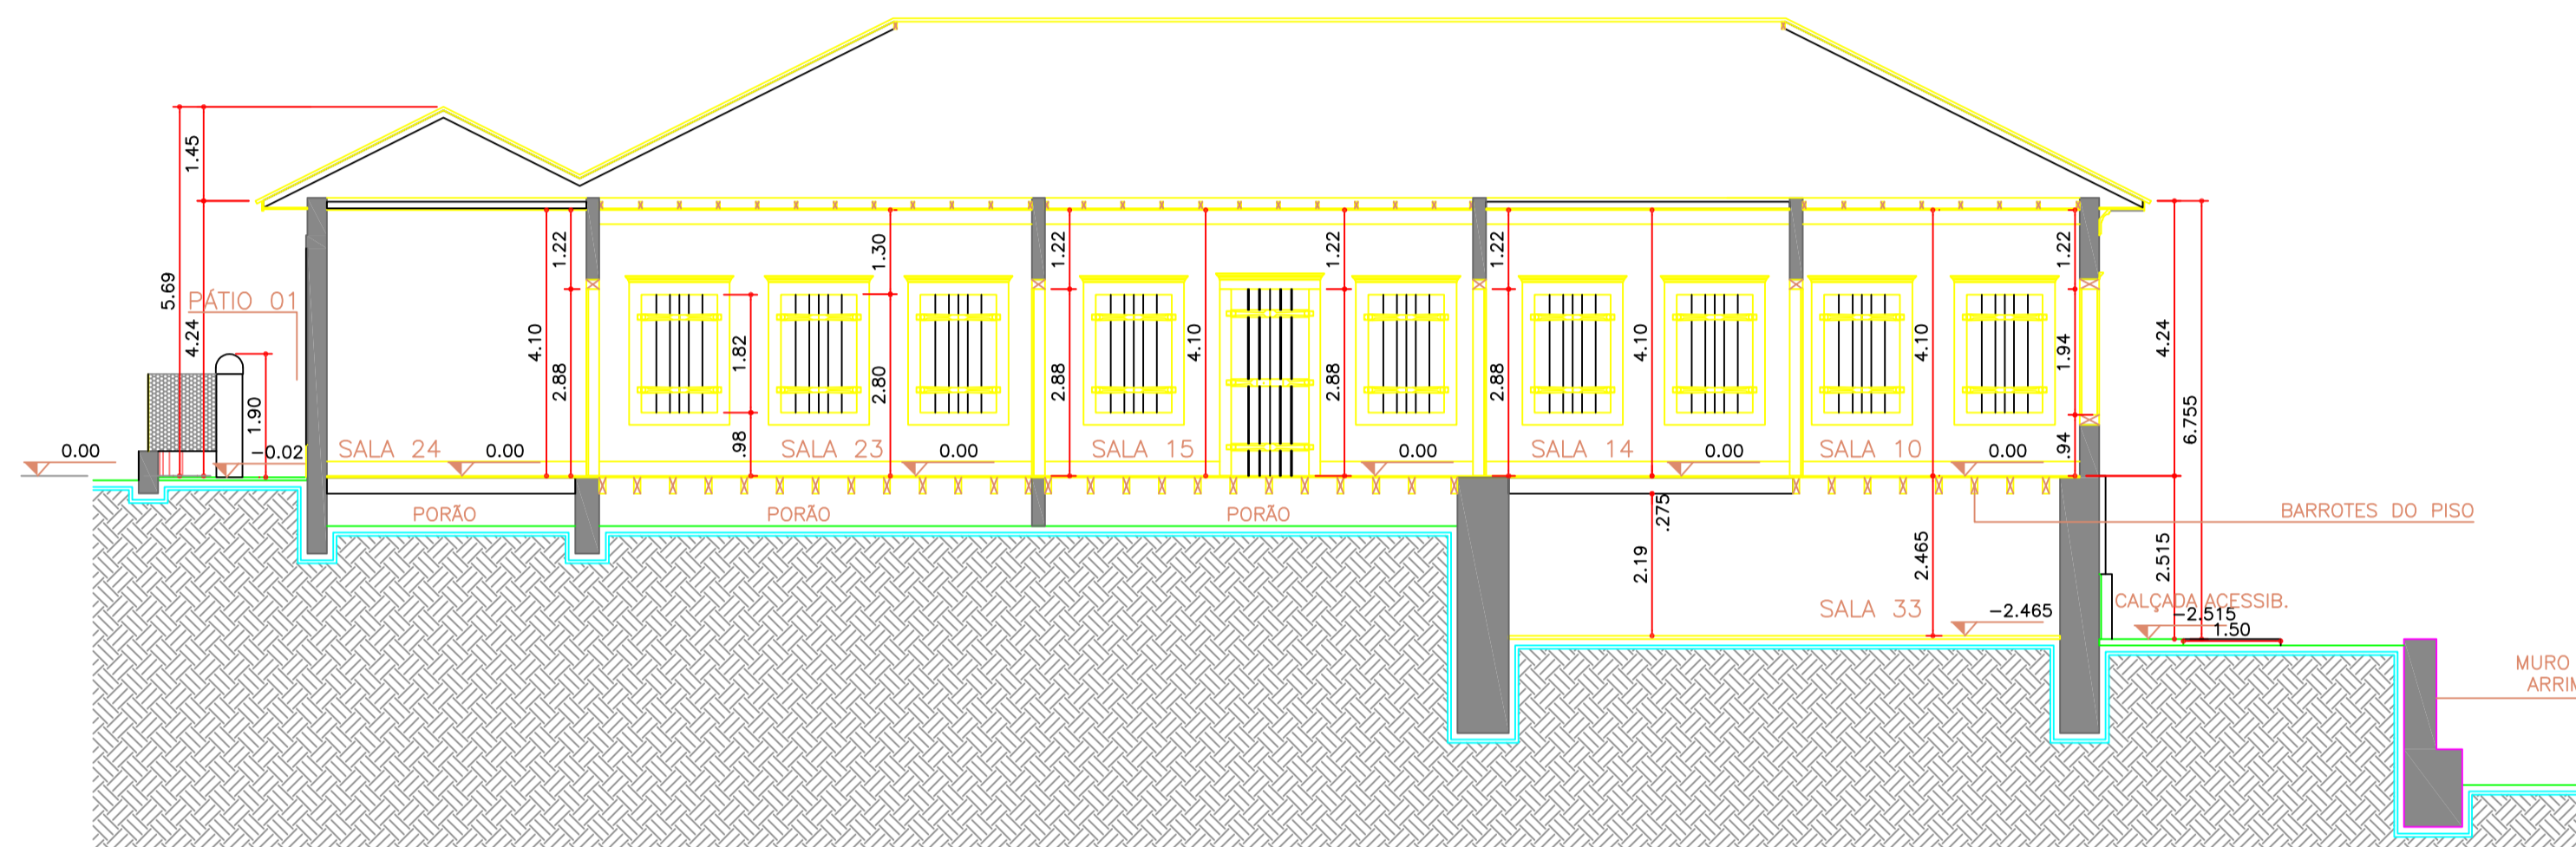 1.45
5.69
4.24
PÁTIO 01
1.90
0.00
-0.02
SALA 24
0.00
4.10
1.22
2.88
1.82
.98
1.30
2.80
SALA 23
0.00
1.22
2.88
SALA 15
4.10
1.22
2.88
0.00
1.22
2.88
SALA 14
4.10
0.00
SALA 10
4.10
0.00
1.22
1.94
.94
4.24
6.755
2.515
PORÃO
PORÃO
PORÃO
.275
2.19
2.465
SALA 33
-2.465
BARROTES DO PISO
CALÇADA ACESSIB.
-2.515
1.50
MURO
ARRIM